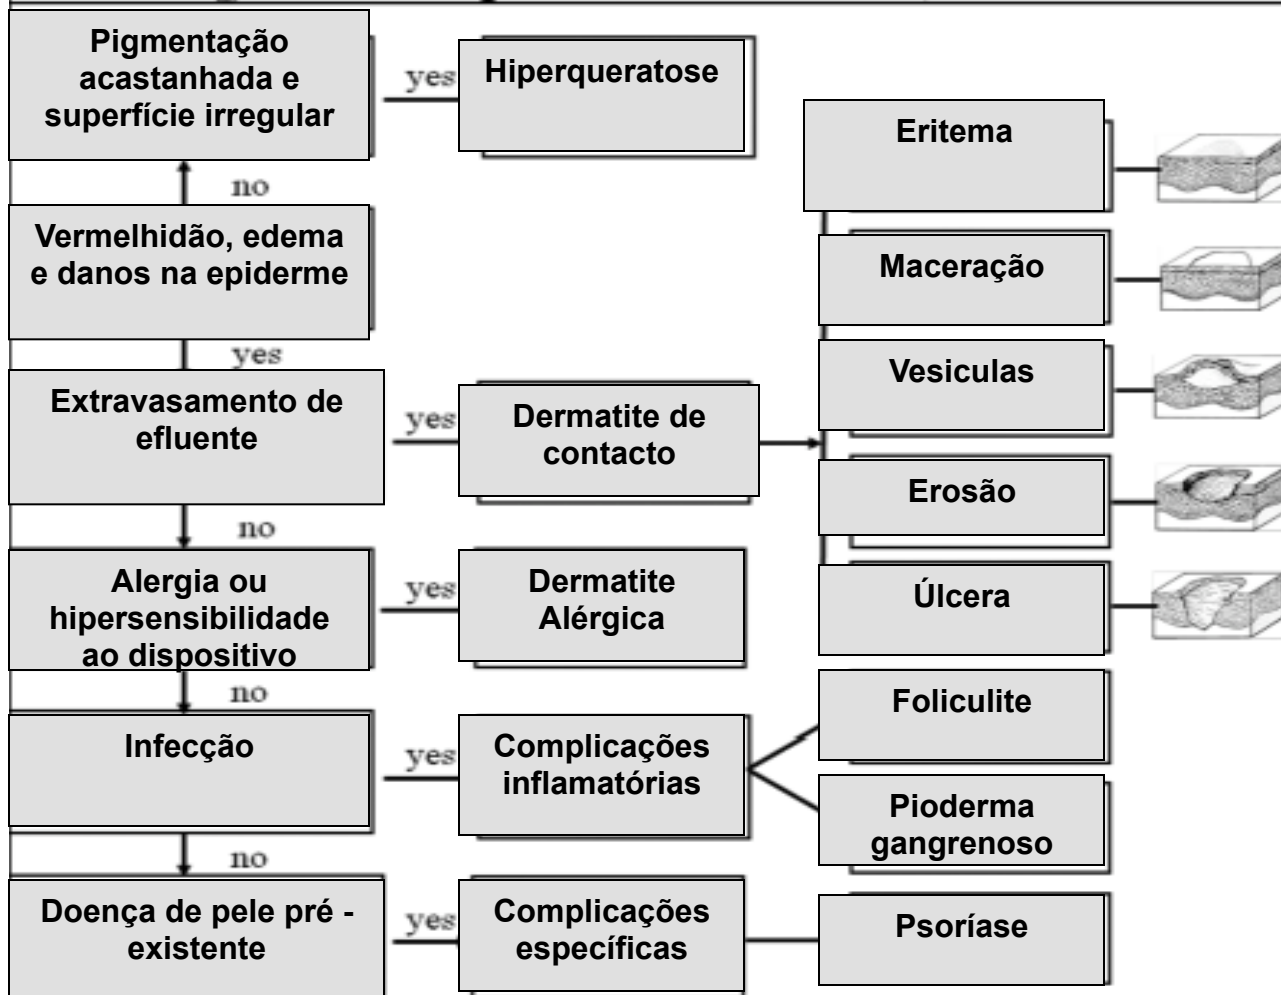 Pigmentação
acastanhada e
superfície irregular
yes
Hiperqueratose
Eritema
no
Vermelhidão, edema
e danos na epiderme
Maceração
yes
Vesiculas
Extravasamento de
efluente
yes
Dermatite de
contacto
Erosão
no
Alergia ou
hipersensibilidade
ao dispositivo
yes
Dermatite
Alérgica
Úlcera
no
Foliculite
Infecção
yes
Complicações
inflamatórias
Pioderma
gangrenoso
no
Doença de pele pré -
existente
yes
Complicações
específicas
Psoríase